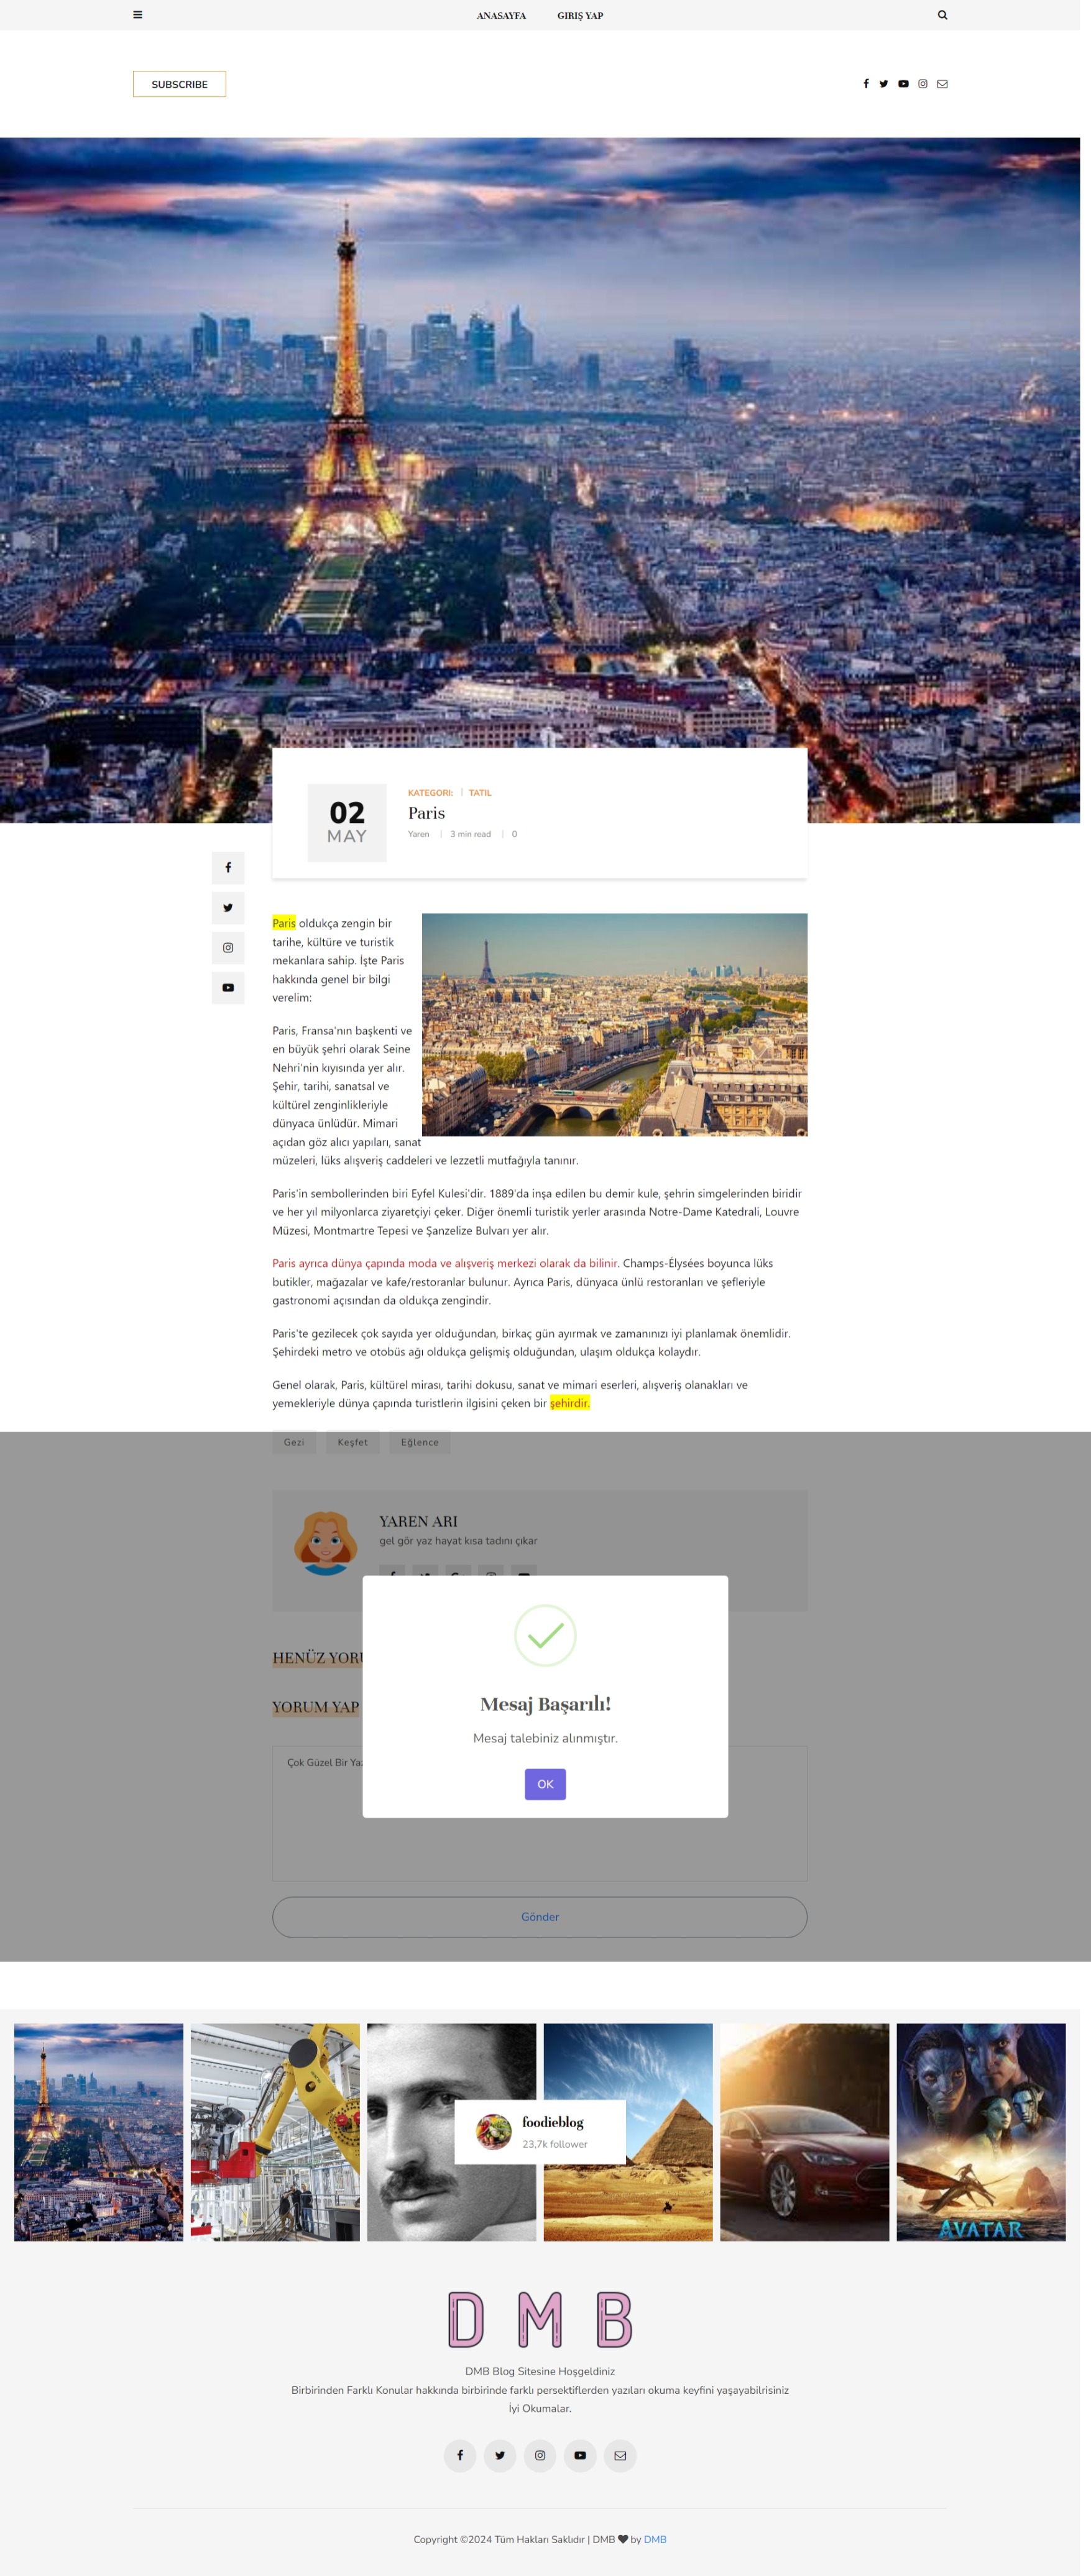 ANASAYFA GIRIŞ YAP
SUBSCRIBE
02
MAY
KATEGORI: TATIL
Paris
Yaren 3 min read 0
Paris oldukça zengin bir
tarihe, kültüre ve turistik
mekanlara sahip. İşte Paris
hakkında genel bir bilgi
verelim:
Paris, Fransa'nın başkenti ve
en büyük şehri olarak Seine
Nehri'nin kıyısında yer alır.
Şehir, tarihi, sanatsal ve
kültürel zenginlikleriyle
dünyaca ünlüdür. Mimari
açıdan göz alıcı yapıları, sanat
müzeleri, lüks alışveriş caddeleri ve lezzetli mutfağıyla tanınır.
Paris'in sembollerinden biri Eyfel Kulesi'dir. 1889'da inşa edilen bu demir kule, şehrin simgelerinden biridir
ve her yıl milyonlarca ziyaretçiyi çeker. Diğer önemli turistik yerler arasında Notre-Dame Katedrali, Louvre
Müzesi, Montmartre Tepesi ve Şanzelize Bulvarı yer alır.
Paris ayrıca dünya çapında moda ve alışveriş merkezi olarak da bilinir. Champs-Élysées boyunca lüks
butikler, mağazalar ve kafe/restoranlar bulunur. Ayrıca Paris, dünyaca ünlü restoranları ve şefleriyle
gastronomi açısından da oldukça zengindir.
Paris'te gezilecek çok sayıda yer olduğundan, birkaç gün ayırmak ve zamanınızı iyi planlamak önemlidir.
Şehirdeki metro ve otobüs ağı oldukça gelişmiş olduğundan, ulaşım oldukça kolaydır.
Genel olarak, Paris, kültürel mirası, tarihi dokusu, sanat ve mimari eserleri, alışveriş olanakları ve
yemekleriyle dünya çapında turistlerin ilgisini çeken bir şehirdir.
Gezi Keşfet Eğlence
YAREN ARI
gel gör yaz hayat kısa tadını çıkar
HENÜZ
YORUM YAP
Çok Güzel Bir
Mesaj Başarılı!
Mesaj talebiniz alınmıştır.
OK
Gönder
foodieblog
23,7k follower
AVATAR
DMB
DMB Blog Sitesine Hoşgeldiniz
Birbirinden Farklı Konular hakkında birbirinde farklı persektiflerden yazıları okuma keyfini yaşayabilrisiniz
İyi Okumalar.
Copyright ©2024 Tüm Hakları Saklıdır | DMB by DMB